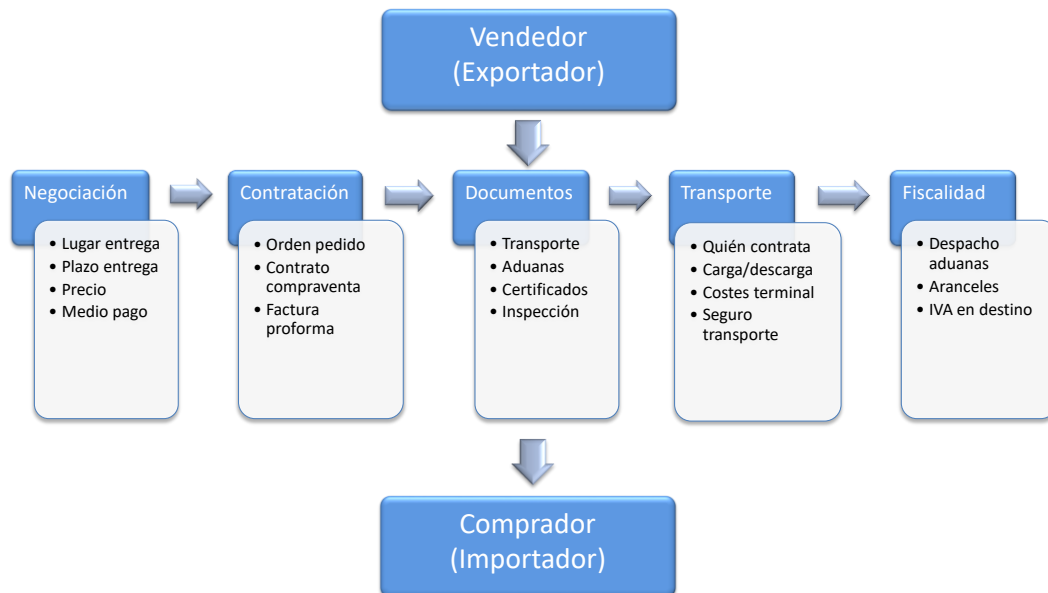 Vendedor
(Exportador)
Negociación
• Lugar entrega
• Plazo entrega
• Precio
• Medio pago
Contratación
• Orden pedido
• Contrato
compraventa
• Factura
proforma
Documentos
• Transporte
• Aduanas
• Certificados
• Inspección
Transporte
• Quién contrata
• Carga/descarga
• Costes terminal
• Seguro
transporte
Fiscalidad
• Despacho
aduanas
• Aranceles
• IVA en destino
Comprador
(Importador)